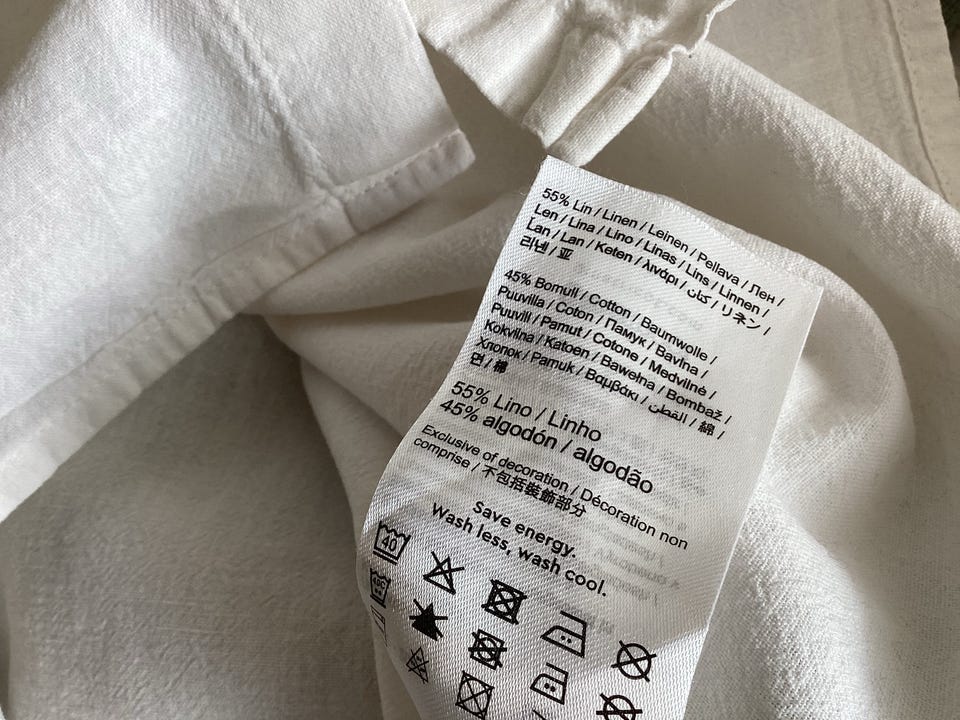 55% Lin / Linen / Leinen / Pellava / Лен /
Len / Lina / Lino / Linas / Lins / Linnen /
Lan / Lan / Keten / λινάρι / كتان / リネン /
리넨 / 亚
45% Bomull / Cotton / Baumwolle /
Puuvilla / Coton / Памук / Bavlna /
Puuvill / Pamut / Cotone / Medvilnė /
Kokvilna / Katoen / Bawełna / Bombaž /
Хлопок / Pamuk / Βαμβάκι / القطن / 綿 /
면 / 棉
55% Lino / Linho
45% algodón / algodão
Exclusive of decoration / Décoration non
comprise / 不包括裝飾部分
Save energy.
Wash less, wash cool.
40